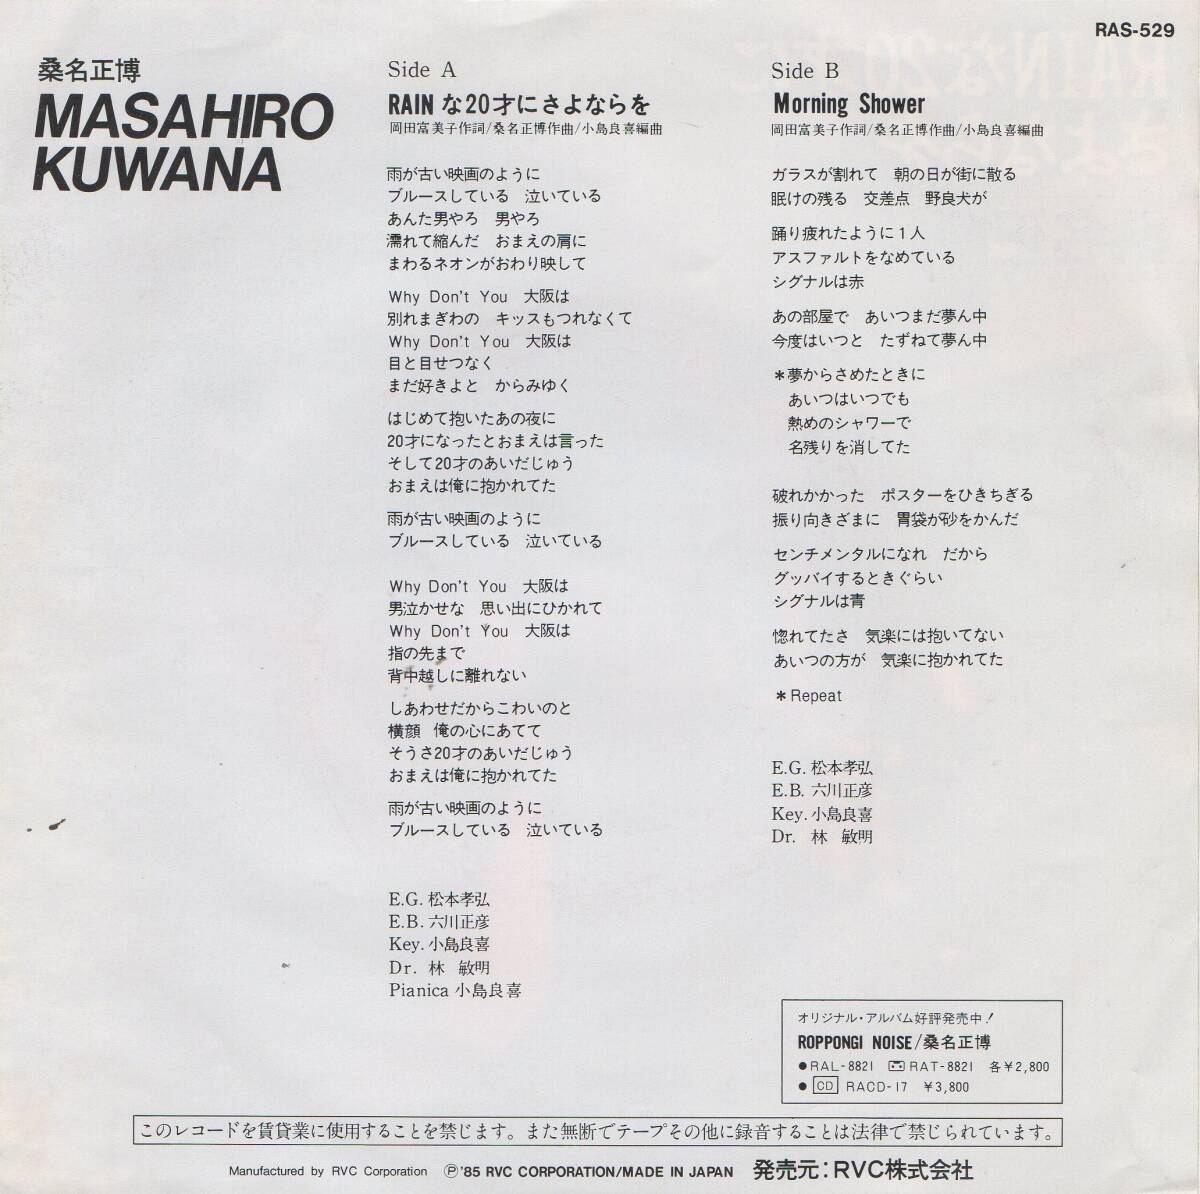 RAS-529
桑名正博
MASAHIRO
KUWANA
Side A
RAINな20才にさよならを
岡田富美子作詞/桑名正博作曲/小島良喜編曲
雨が古い映画のように
ブルースしている　泣いている
あんた男やろ　男やろ
濡れて縮んだ　おまえの肩に
まわるネオンがおわり映して
Why Don't You　大阪は
別れまぎわの　キッスもつれなくて
Why Don't You　大阪は
目と目せつなく
まだ好きよと　からみゆく
はじめて抱いたあの夜に
20才になったとおまえは言った
そして20才のあいだじゅう
おまえは俺に抱かれてた
雨が古い映画のように
ブルースしている　泣いている
Why Don't You　大阪は
男泣かせな　思い出にひかれて
Why Don't You　大阪は
指の先まで
背中越しに離れない
しあわせだからこわいのと
横顔　俺の心にあてて
そうさ20才のあいだじゅう
おまえは俺に抱かれてた
雨が古い映画のように
ブルースしている　泣いている
E.G. 松本孝弘
E.B. 六川正彦
Key. 小島良喜
Dr. 林　敏明
Pianica 小島良喜
Side B
Morning Shower
岡田富美子作詞/桑名正博作曲/小島良喜編曲
ガラスが割れて　朝の日が街に散る
眠けの残る　交差点　野良犬が
踊り疲れたように1人
アスファルトをなめている
シグナルは赤
あの部屋で　あいつまだ夢ん中
今度はいつと　たずねて夢ん中
＊夢からさめたときに
あいつはいつでも
熱めのシャワーで
名残りを消してた
破れかかった　ポスターをひきちぎる
振り向きざまに　胃袋が砂をかんだ
センチメンタルになれ　だから
グッバイするときぐらい
シグナルは青
惚れてたさ　気楽には抱いてない
あいつの方が　気楽に抱かれてた
＊Repeat
E.G. 松本孝弘
E.B. 六川正彦
Key. 小島良喜
Dr. 林　敏明
オリジナル・アルバム好評発売中！
ROPPONGI NOISE/桑名正博
●RAL-8821 RAT-8821 各¥2,800
●CD RACD-17 ¥3,800
このレコードを賃貸業に使用することを禁じます。また無断でテープその他に録音することは法律で禁じられています。
Manufactured by RVC Corporation Ⓟ'85 RVC CORPORATION/MADE IN JAPAN 発売元：RVC株式会社